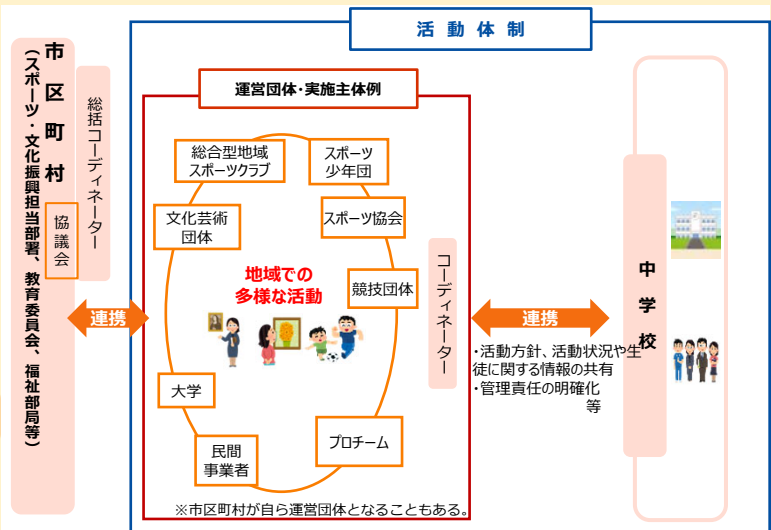 活動体制
市区町村
(スポーツ・文化振興担当部署、教育委員会、福祉部局等)
総括コーディネーター
協議会
連携
運営団体・実施主体例
総合型地域
スポーツクラブ
スポーツ
少年団
文化芸術
団体
スポーツ協会
地域での
多様な活動
競技団体
大学
プロチーム
民間
事業者
※市区町村が自ら運営団体となることもある。
コーディネーター
連携
・活動方針、活動状況や生
徒に関する情報の共有
・管理責任の明確化
等
中学校